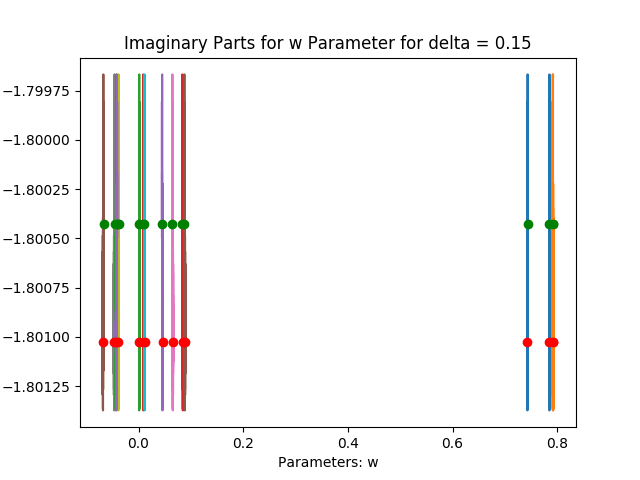 Imaginary Parts for w Parameter for delta = 0.15
−1.79975
−1.80000
−1.80025
−1.80050
−1.80075
−1.80100
−1.80125
0.0 0.2 0.4 0.6 0.8
Parameters: w